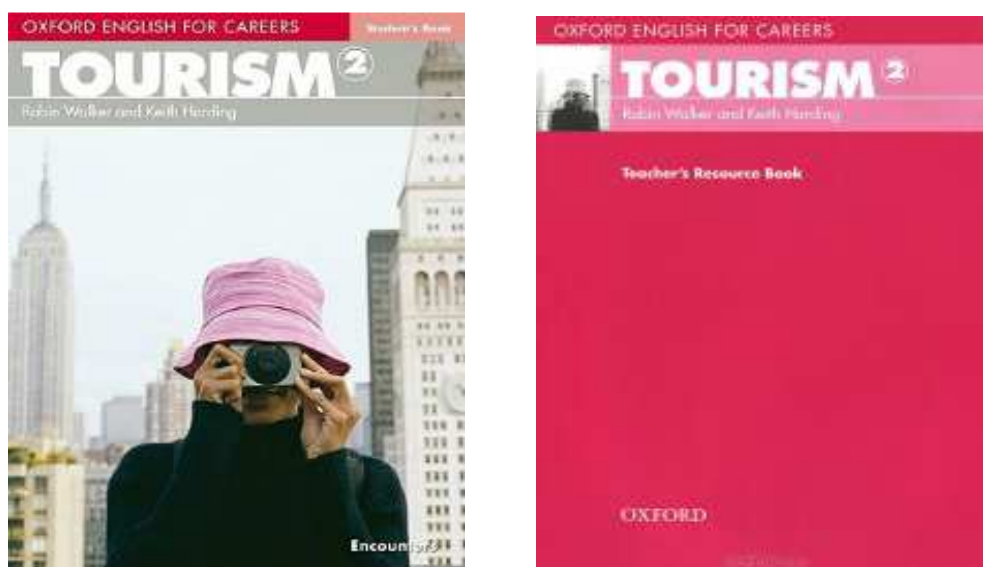 OXFORD ENGLISH FOR CAREERS
Student's Book
TOURISM 2
Robin Walker and Keith Harding
Encounters
OXFORD ENGLISH FOR CAREERS
TOURISM 2
Robin Walker and Keith Harding
Teacher's Resource Book
OXFORD